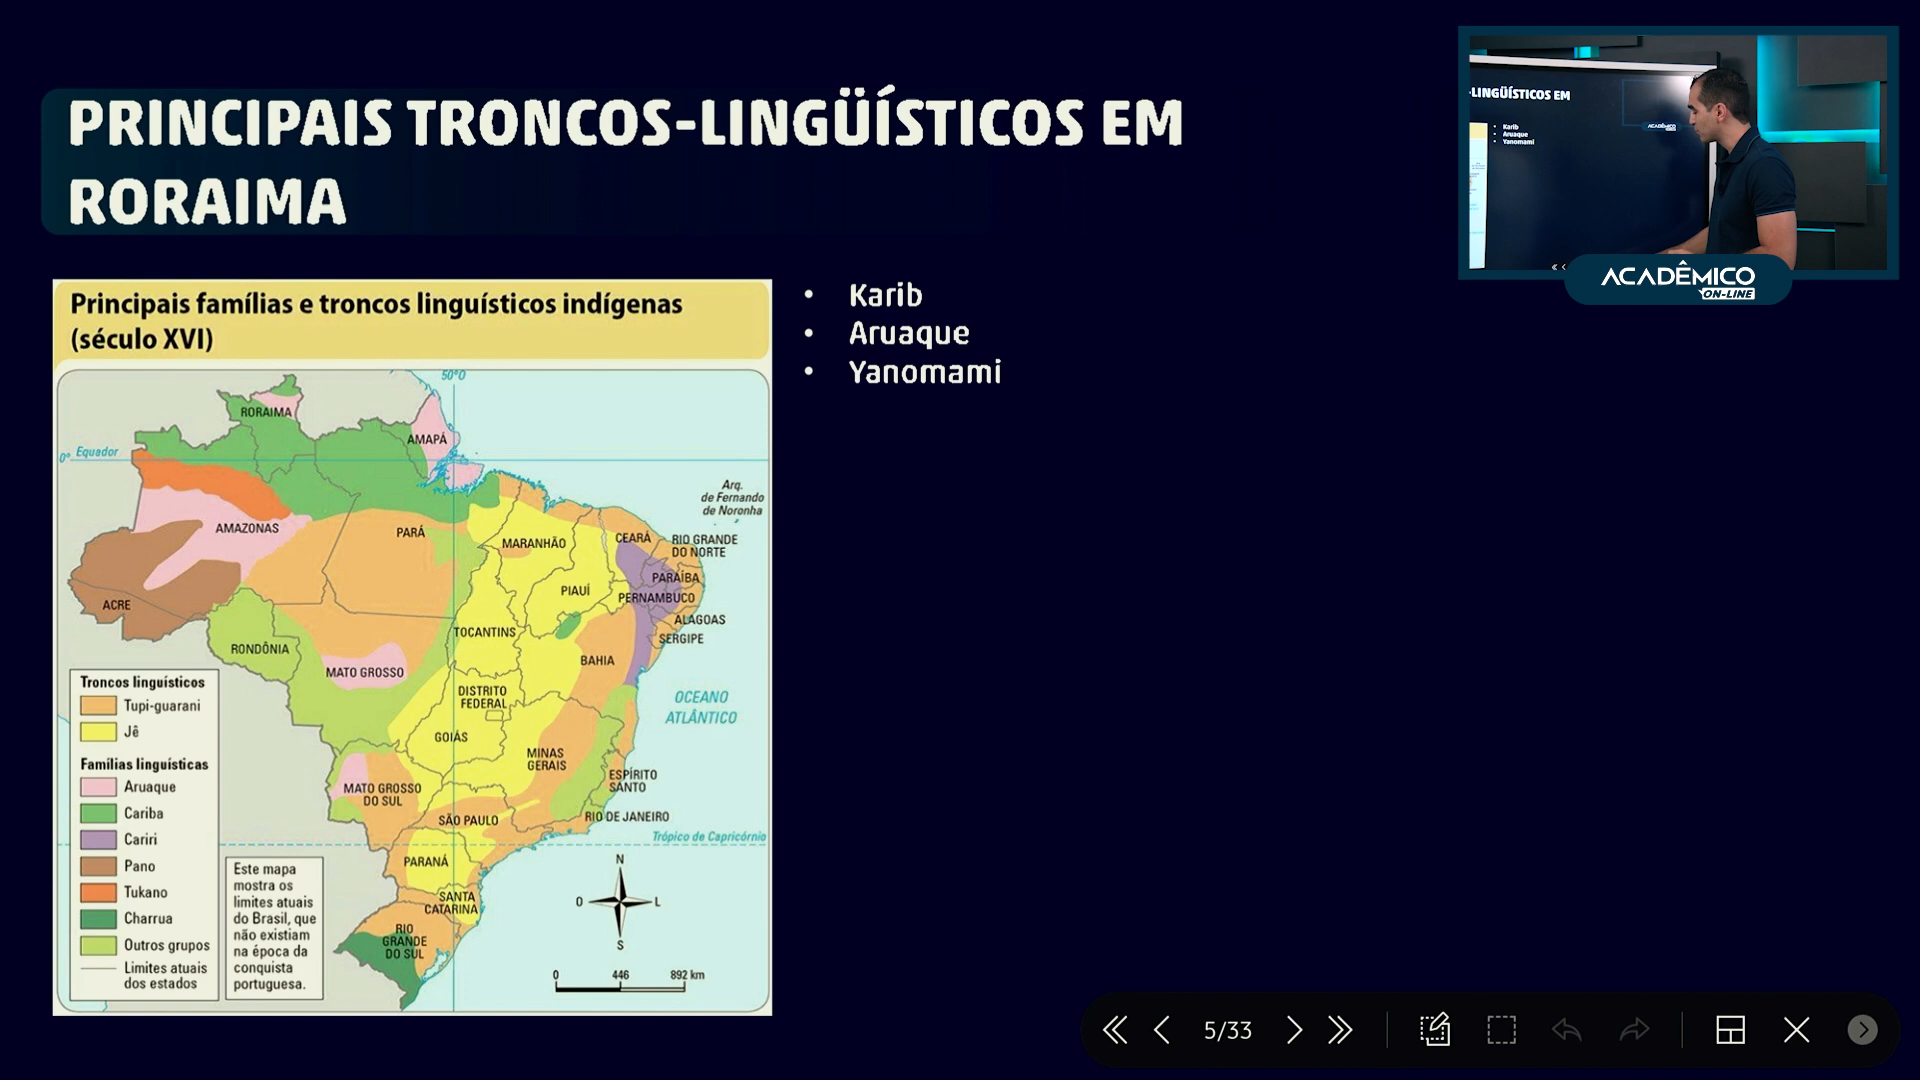 PRINCIPAIS TRONCOS-LINGÜÍSTICOS EM
RORAIMA
-LINGÜÍSTICOS EM
• Karib
• Aruaque
• Yanomami
ACADÊMICO
ON-LINE
ACADÊMICO
ON-LINE
• Karib
• Aruaque
• Yanomami
Principais famílias e troncos linguísticos indígenas
(século XVI)
50°O
RORAIMA
AMAPÁ
0° Equador
Arq.
de Fernando
de Noronha
AMAZONAS
PARÁ
MARANHÃO
CEARÁ
RIO GRANDE
DO NORTE
PARAÍBA
PIAUÍ
PERNAMBUCO
ACRE
ALAGOAS
TOCANTINS
SERGIPE
RONDÔNIA
BAHIA
MATO GROSSO
DISTRITO
FEDERAL
OCEANO
ATLÂNTICO
GOIÁS
MINAS
GERAIS
ESPÍRITO
SANTO
MATO GROSSO
DO SUL
SÃO PAULO
RIO DE JANEIRO
Trópico de Capricórnio
PARANÁ
SANTA
CATARINA
RIO
GRANDE
DO SUL
N
O
L
S
0 446 892 km
Troncos linguísticos
Tupi-guarani
Jê
Famílias linguísticas
Aruaque
Cariba
Cariri
Pano
Tukano
Charrua
Outros grupos
Limites atuais
dos estados
Este mapa
mostra os
limites atuais
do Brasil, que
não existiam
na época da
conquista
portuguesa.
5/33